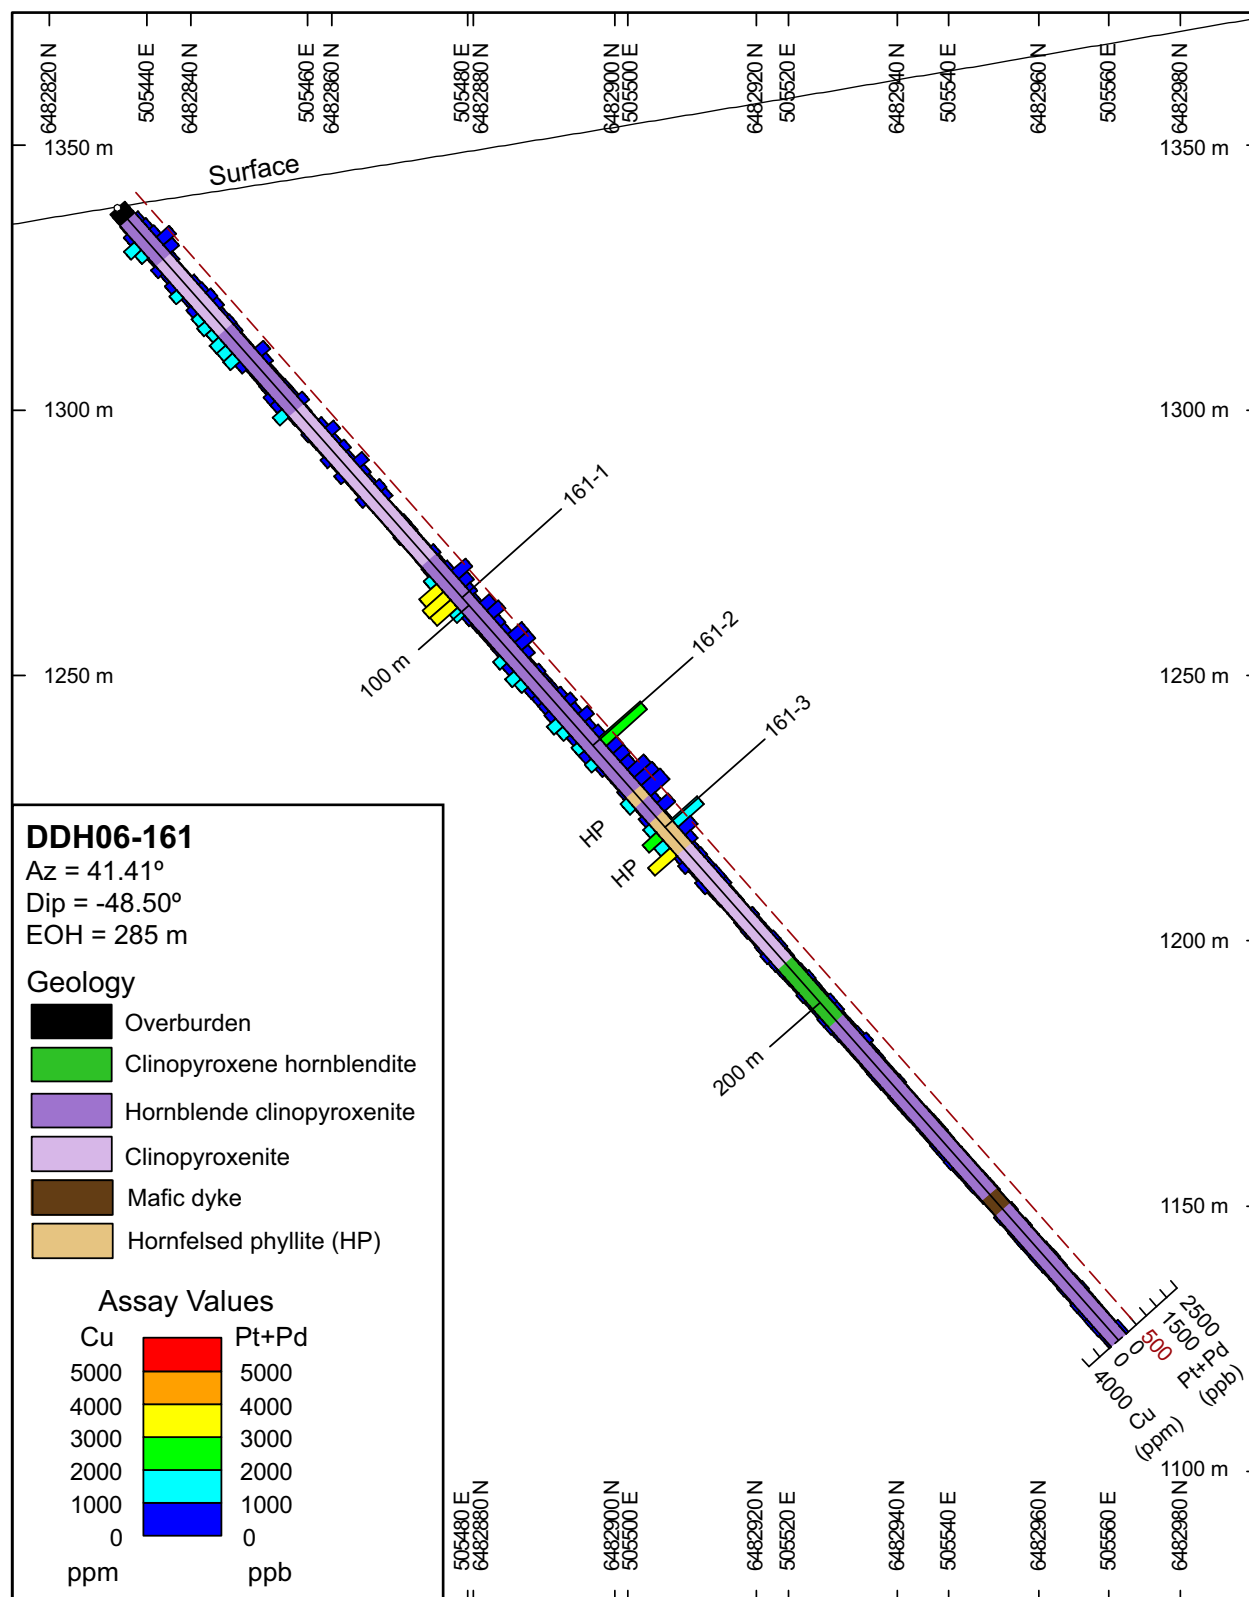 6482820 N
505440 E
6482840 N
505460 E
6482860 N
505480 E
6482880 N
6482900 N
505500 E
6482920 N
505520 E
6482940 N
505540 E
6482960 N
505560 E
6482980 N
1350 m
1350 m
Surface
1300 m
1300 m
161-1
161-2
100 m
1250 m
1250 m
161-3
HP
HP
1200 m
1200 m
200 m
1150 m
1150 m
2500
1500
500
0
Pt+Pd
(ppb)
0
4000
Cu
(ppm)
1100 m
DDH06-161
Az = 41.41º
Dip = -48.50º
EOH = 285 m
Geology
Overburden
Clinopyroxene hornblendite
Hornblende clinopyroxenite
Clinopyroxenite
Mafic dyke
Hornfelsed phyllite (HP)
Assay Values
Cu Pt+Pd
5000 5000
4000 4000
3000 3000
2000 2000
1000 1000
0 0
ppm ppb
505480 E
6482880 N
6482900 N
505500 E
6482920 N
505520 E
6482940 N
505540 E
6482960 N
505560 E
6482980 N